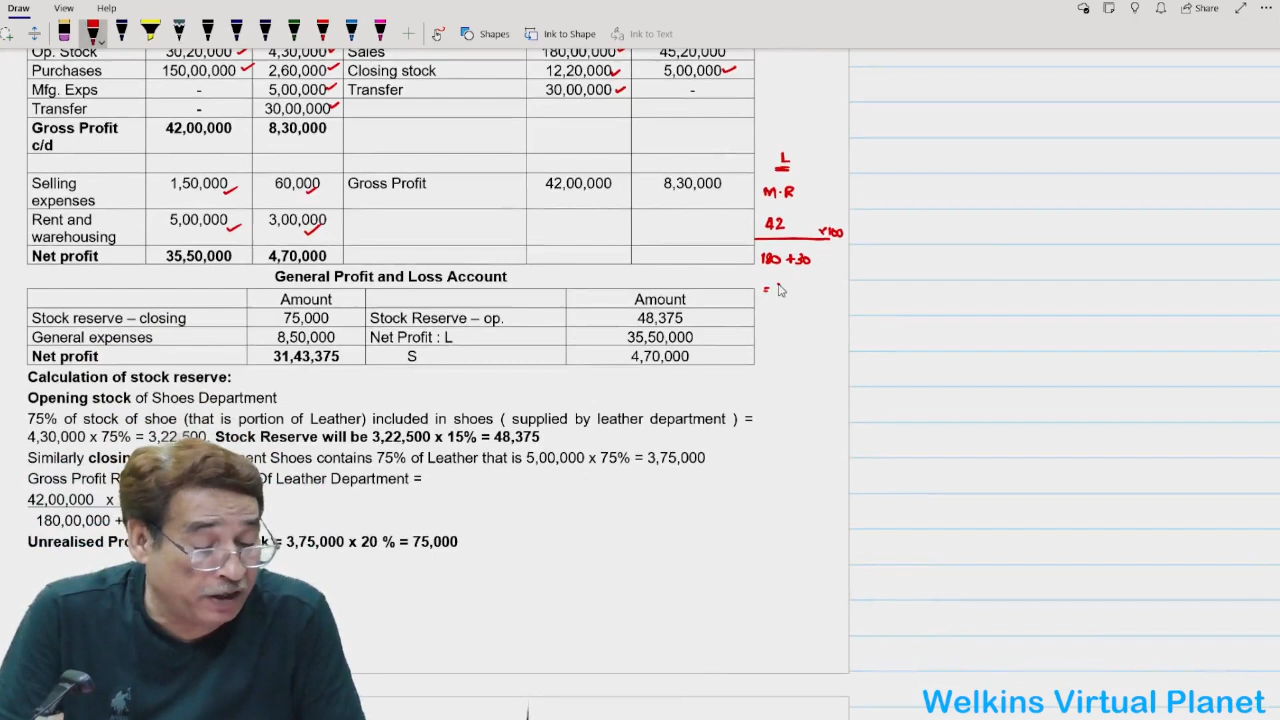 Draw View Help
Share
Shapes Ink to Shape Ink to Text
Op. Stock 30,20,000 4,30,000 Sales 180,00,000 45,20,000
Purchases 150,00,000 2,60,000 Closing stock 12,20,000 5,00,000
Mfg. Exps - 5,00,000 Transfer 30,00,000 -
Transfer - 30,00,000
Gross Profit 42,00,000 8,30,000
c/d
Selling 1,50,000 60,000 Gross Profit 42,00,000 8,30,000
expenses
Rent and 5,00,000 3,00,000
warehousing
Net profit 35,50,000 4,70,000
L
M.R
42 x100
180 + 30
=
General Profit and Loss Account
Amount Amount
Stock reserve – closing 75,000 Stock Reserve – op. 48,375
General expenses 8,50,000 Net Profit : L 35,50,000
Net profit 31,43,375 S 4,70,000
Calculation of stock reserve:
Opening stock of Shoes Department
75% of stock of shoe (that is portion of Leather) included in shoes ( supplied by leather department ) =
4,30,000 x 75% = 3,22,500. Stock Reserve will be 3,22,500 x 15% = 48,375
Similarly Shoes contains 75% of Leather that is 5,00,000 x 75% = 3,75,000
Gross Profit Of Leather Department =
42,00,000 x
180,00,000 +
Unrealised = 3,75,000 x 20 % = 75,000
Welkins Virtual Planet